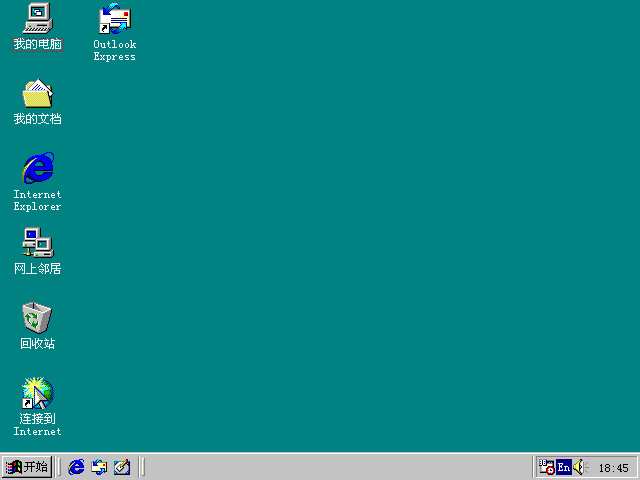 我的电脑
Outlook
Express
我的文档
Internet
Explorer
网上邻居
回收站
连接到
Internet
开始
En
18:45